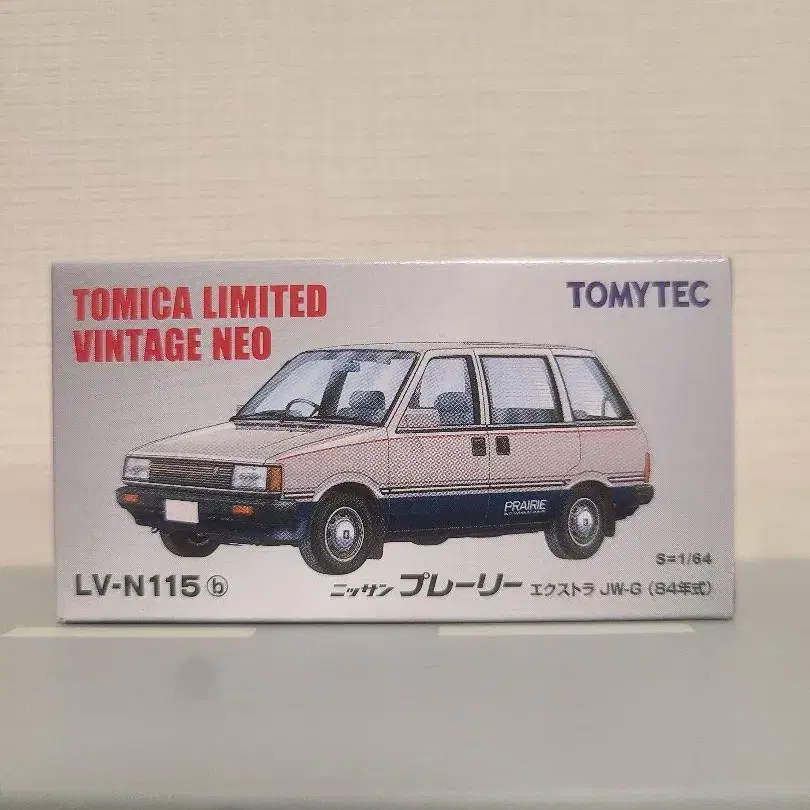 TOMICA LIMITED
VINTAGE NEO
TOMYTEC
PRAIRIE
S=1/64
LV-N115 ⓑ
ニッサン プレーリー エクストラ JW-G (84年式)